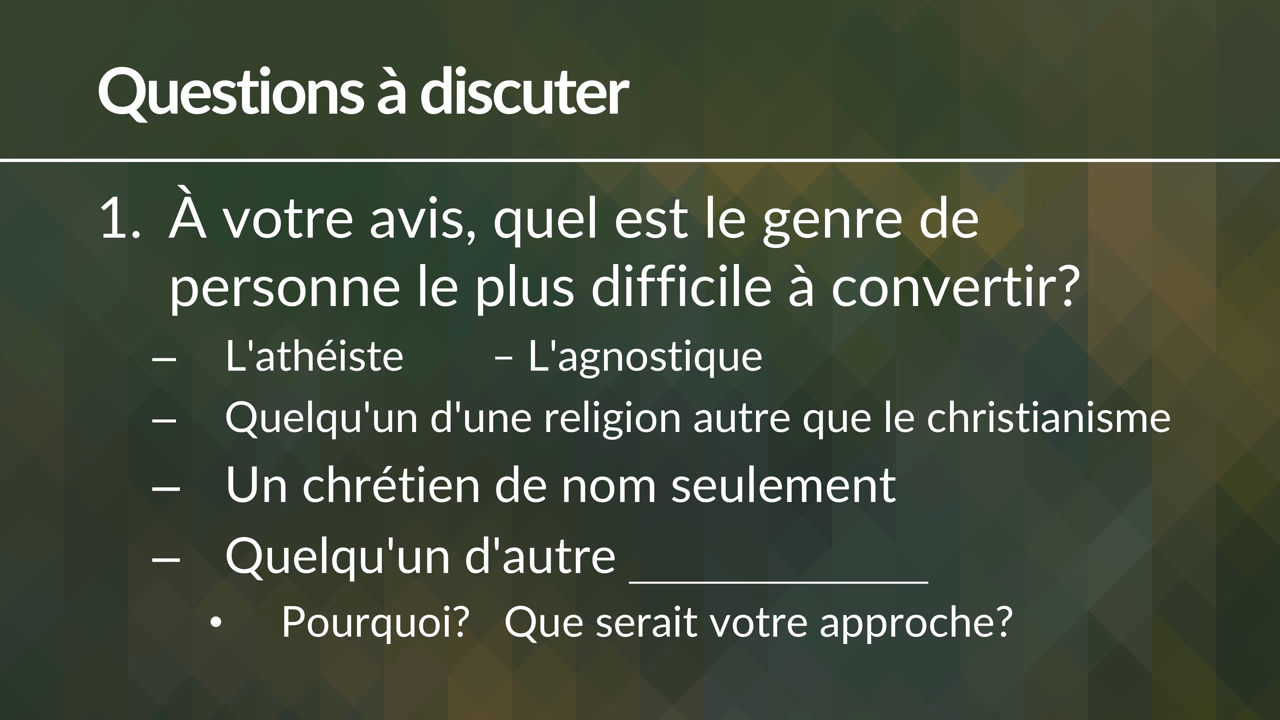 Questions à discuter
1. À votre avis, quel est le genre de
personne le plus difficile à convertir?
– L'athéiste – L'agnostique
– Quelqu'un d'une religion autre que le christianisme
– Un chrétien de nom seulement
– Quelqu'un d'autre ____________
• Pourquoi? Que serait votre approche?